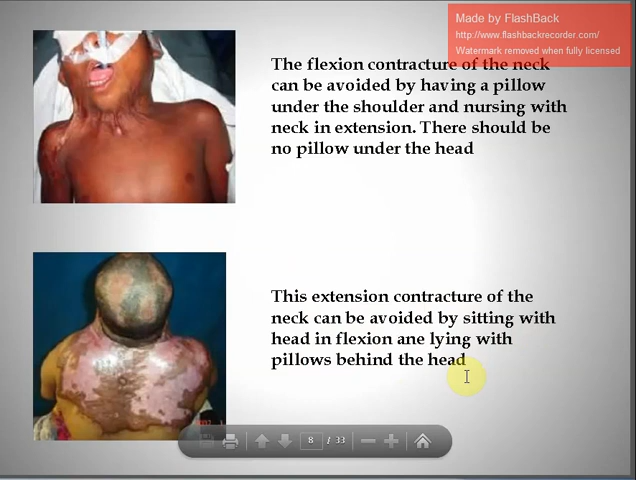 Made by FlashBack
http://www.flashbackrecorder.com/
Watermark removed when fully licensed
The flexion contracture of the neck
can be avoided by having a pillow
under the shoulder and nursing with
neck in extension. There should be
no pillow under the head
This extension contracture of the
neck can be avoided by sitting with
head in flexion ane lying with
pillows behind the head
8 / 33